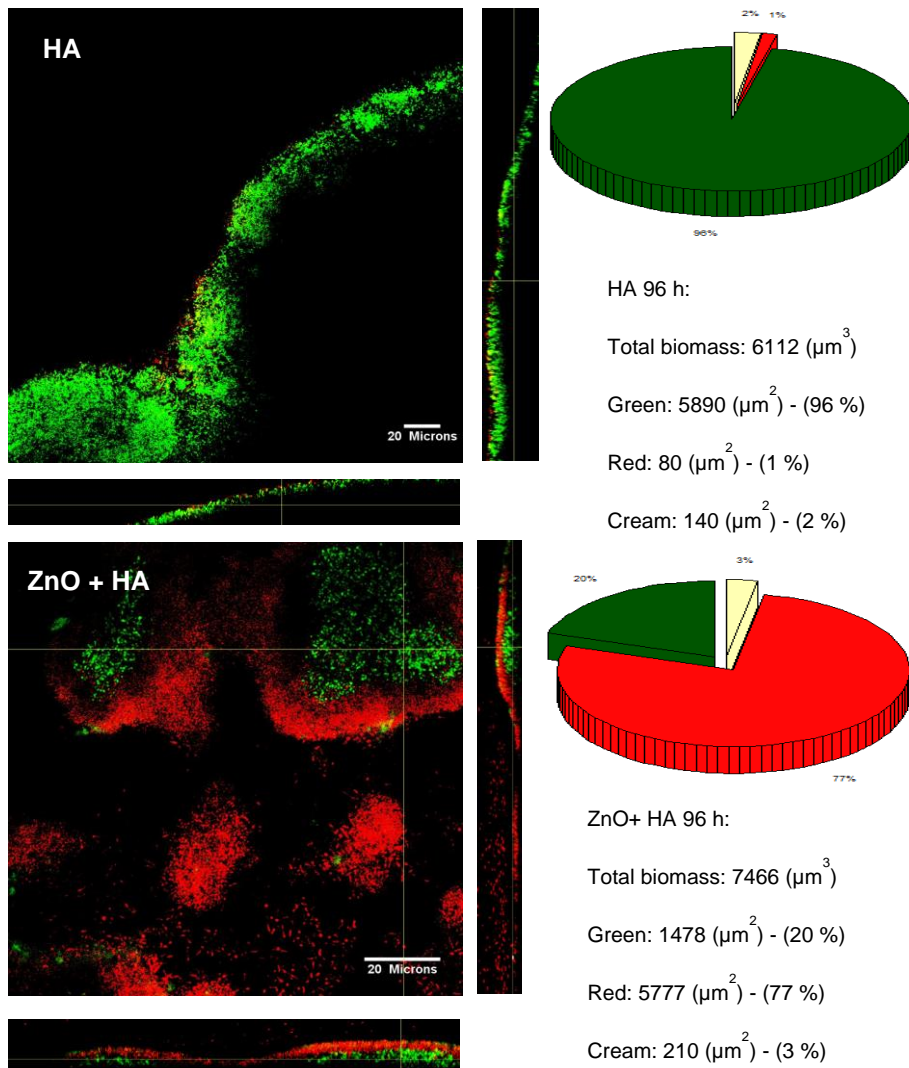 HA
20 Microns
2%
1%
96%
HA 96 h:
Total biomass: 6112 (µm³)
Green: 5890 (µm²) - (96 %)
Red: 80 (µm²) - (1 %)
Cream: 140 (µm²) - (2 %)
ZnO + HA
20 Microns
3%
20%
77%
ZnO+ HA 96 h:
Total biomass: 7466 (µm³)
Green: 1478 (µm²) - (20 %)
Red: 5777 (µm²) - (77 %)
Cream: 210 (µm²) - (3 %)